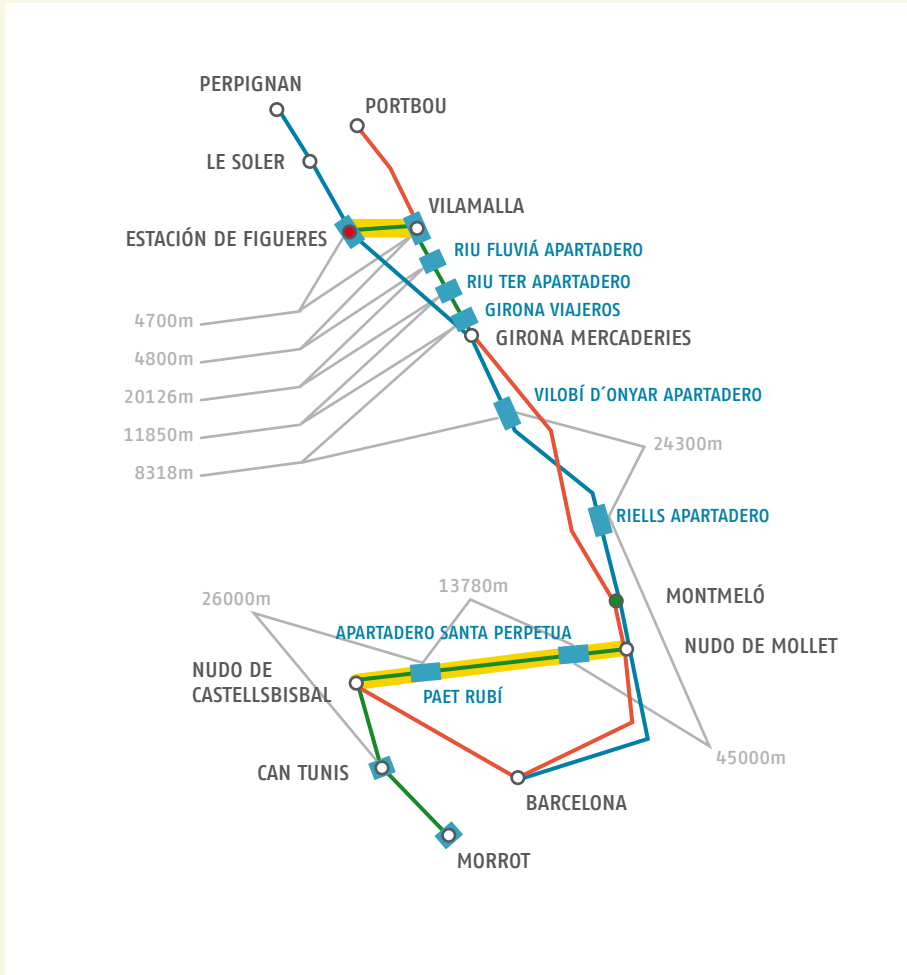 PERPIGNAN
PORTBOU
LE SOLER
VILAMALLA
ESTACIÓN DE FIGUERES
RIU FLUVIÁ APARTADERO
RIU TER APARTADERO
GIRONA VIAJEROS
4700m
GIRONA MERCADERIES
4800m
20126m
VILOBÍ D´ONYAR APARTADERO
11850m
24300m
8318m
RIELLS APARTADERO
13780m
26000m
MONTMELÓ
APARTADERO SANTA PERPETUA
NUDO DE MOLLET
NUDO DE
CASTELLSBISBAL
PAET RUBÍ
45000m
CAN TUNIS
BARCELONA
MORROT